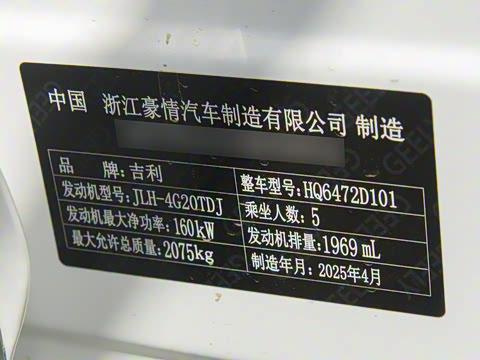 中国 浙江豪情汽车制造有限公司 制造
品 牌:吉利 整车型号:HQ6472D101
发动机型号:JLH-4G20TDJ 乘坐人数:5
发动机最大净功率:160kW 发动机排量:1969 mL
最大允许总质量:2075kg 制造年月:2025年4月